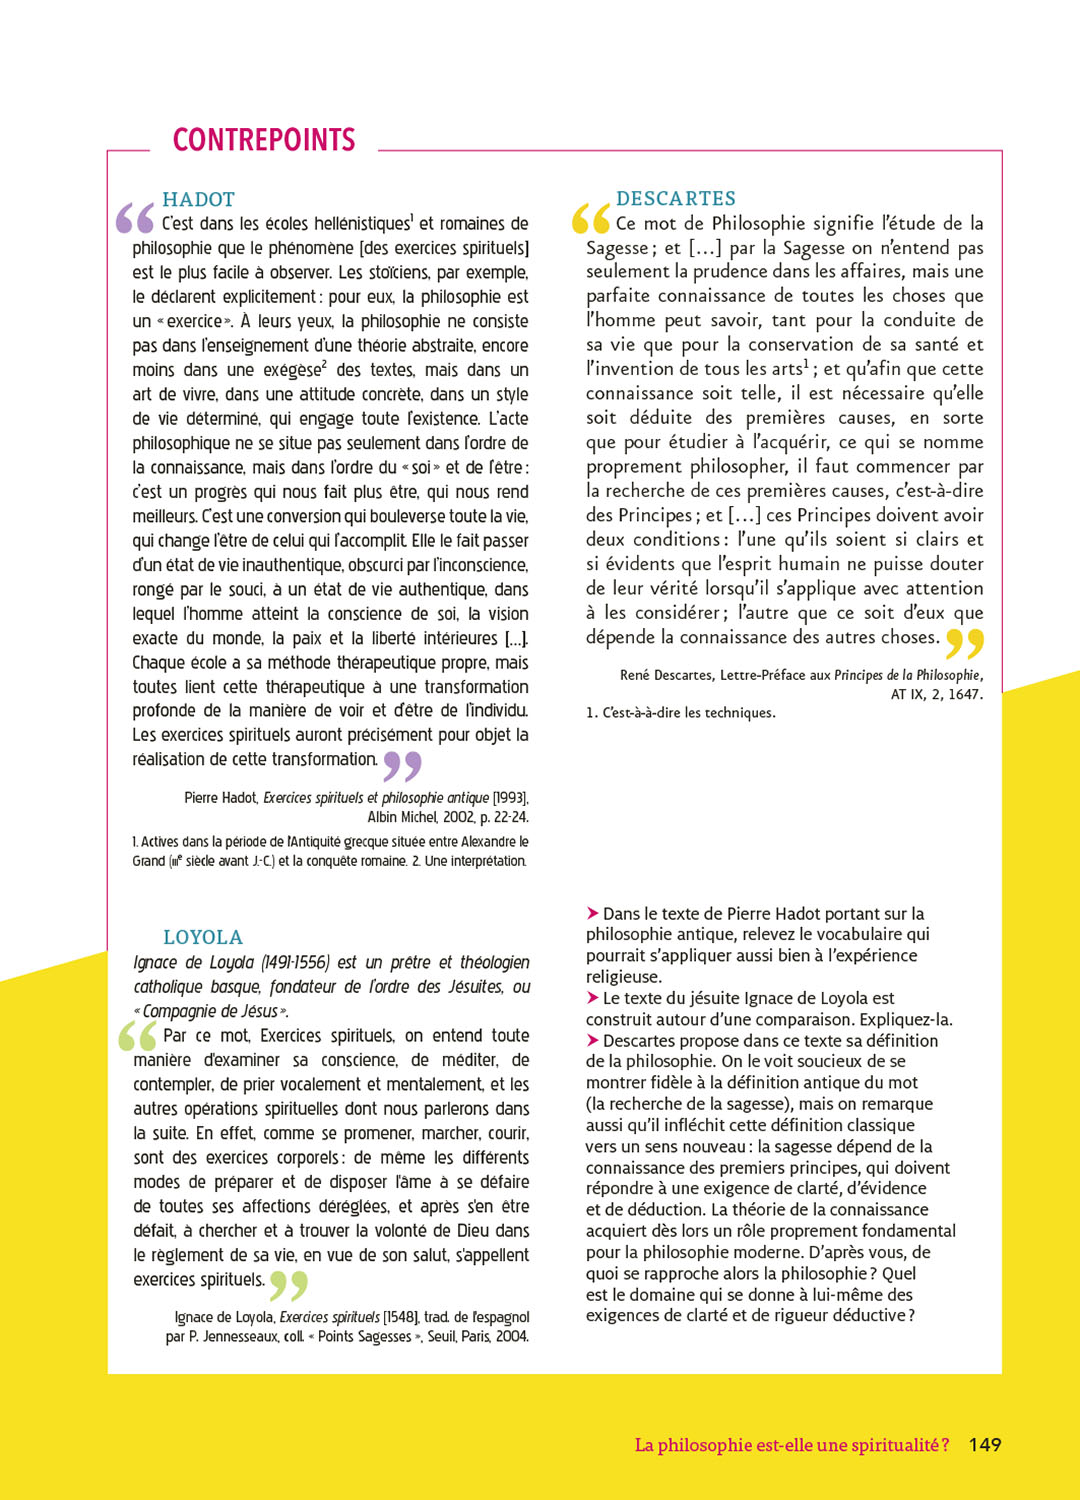 CONTREPOINTS
HADOT
“ C’est dans les écoles hellénistiques¹ et romaines de
philosophie que le phénomène [des exercices spirituels]
est le plus facile à observer. Les stoïciens, par exemple,
le déclarent explicitement : pour eux, la philosophie est
un « exercice ». À leurs yeux, la philosophie ne consiste
pas dans l’enseignement d’une théorie abstraite, encore
moins dans une exégèse² des textes, mais dans un
art de vivre, dans une attitude concrète, dans un style
de vie déterminé, qui engage toute l’existence. L’acte
philosophique ne se situe pas seulement dans l’ordre de
la connaissance, mais dans l’ordre du « soi » et de l’être :
c’est un progrès qui nous fait plus être, qui nous rend
meilleurs. C’est une conversion qui bouleverse toute la vie,
qui change l’être de celui qui l’accomplit. Elle le fait passer
d’un état de vie inauthentique, obscurci par l’inconscience,
rongé par le souci, à un état de vie authentique, dans
lequel l’homme atteint la conscience de soi, la vision
exacte du monde, la paix et la liberté intérieures [...].
Chaque école a sa méthode thérapeutique propre, mais
toutes lient cette thérapeutique à une transformation
profonde de la manière de voir et d’être de l’individu.
Les exercices spirituels auront précisément pour objet la
réalisation de cette transformation. ”
Pierre Hadot, Exercices spirituels et philosophie antique [1993],
Albin Michel, 2002, p. 22-24.
1. Actives dans la période de l’Antiquité grecque située entre Alexandre le
Grand (IIIe siècle avant J.-C.) et la conquête romaine. 2. Une interprétation.
LOYOLA
Ignace de Loyola (1491-1556) est un prêtre et théologien
catholique basque, fondateur de l’ordre des Jésuites, ou
« Compagnie de Jésus ».
“ Par ce mot, Exercices spirituels, on entend toute
manière d’examiner sa conscience, de méditer, de
contempler, de prier vocalement et mentalement, et les
autres opérations spirituelles dont nous parlerons dans
la suite. En effet, comme se promener, marcher, courir,
sont des exercices corporels : de même les différents
modes de préparer et de disposer l’âme à se défaire
de toutes ses affections déréglées, et après s’en être
défait, à chercher et à trouver la volonté de Dieu dans
le règlement de sa vie, en vue de son salut, s’appellent
exercices spirituels. ”
Ignace de Loyola, Exercices spirituels [1548], trad. de l’espagnol
par P. Jennesseaux, coll. « Points Sagesses », Seuil, Paris, 2004.
DESCARTES
“ Ce mot de Philosophie signifie l’étude de la
Sagesse ; et [...] par la Sagesse on n’entend pas
seulement la prudence dans les affaires, mais une
parfaite connaissance de toutes les choses que
l’homme peut savoir, tant pour la conduite de
sa vie que pour la conservation de sa santé et
l’invention de tous les arts¹ ; et qu’afin que cette
connaissance soit telle, il est nécessaire qu’elle
soit déduite des premières causes, en sorte
que pour étudier à l’acquérir, ce qui se nomme
proprement philosopher, il faut commencer par
la recherche de ces premières causes, c’est-à-dire
des Principes ; et [...] ces Principes doivent avoir
deux conditions : l’une qu’ils soient si clairs et
si évidents que l’esprit humain ne puisse douter
de leur vérité lorsqu’il s’applique avec attention
à les considérer ; l’autre que ce soit d’eux que
dépende la connaissance des autres choses. ”
René Descartes, Lettre-Préface aux Principes de la Philosophie,
AT IX, 2, 1647.
1. C’est-à-à-dire les techniques.
➤ Dans le texte de Pierre Hadot portant sur la
philosophie antique, relevez le vocabulaire qui
pourrait s’appliquer aussi bien à l’expérience
religieuse.
➤ Le texte du jésuite Ignace de Loyola est
construit autour d’une comparaison. Expliquez-la.
➤ Descartes propose dans ce texte sa définition
de la philosophie. On le voit soucieux de se
montrer fidèle à la définition antique du mot
(la recherche de la sagesse), mais on remarque
aussi qu’il infléchit cette définition classique
vers un sens nouveau : la sagesse dépend de la
connaissance des premiers principes, qui doivent
répondre à une exigence de clarté, d’évidence
et de déduction. La théorie de la connaissance
acquiert dès lors un rôle proprement fondamental
pour la philosophie moderne. D’après vous, de
quoi se rapproche alors la philosophie ? Quel
est le domaine qui se donne à lui-même des
exigences de clarté et de rigueur déductive ?
La philosophie est-elle une spiritualité ? 149